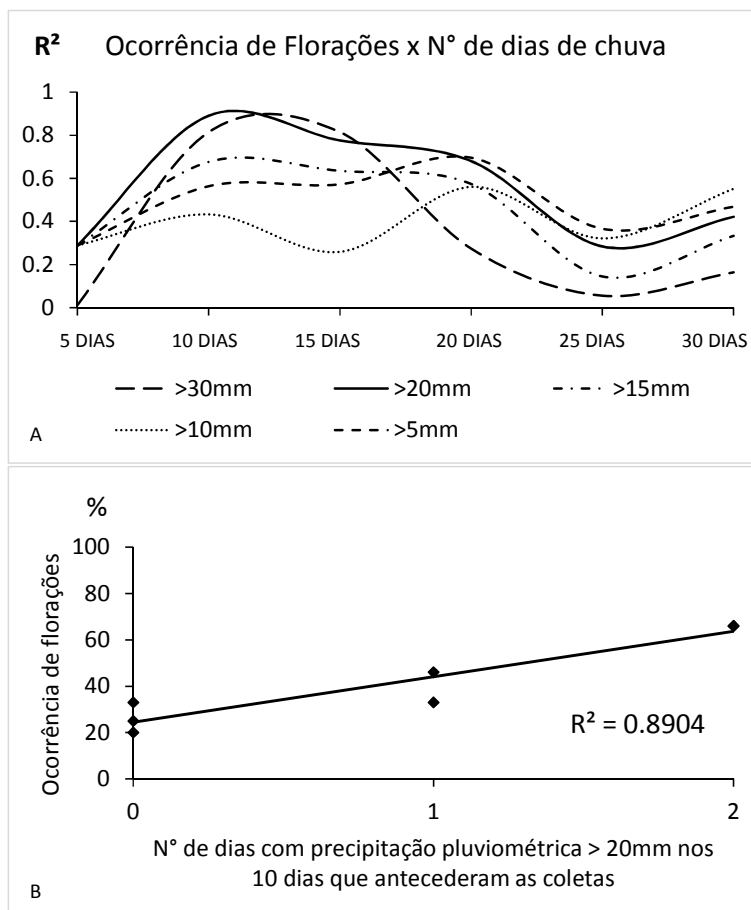 R² Ocorrência de Florações x N° de dias de chuva
1
0.8
0.6
0.4
0.2
0
5 DIAS 10 DIAS 15 DIAS 20 DIAS 25 DIAS 30 DIAS
>30mm >20mm >15mm
>10mm >5mm
A
%
Ocorrência de florações
100
80
60
40
20
0
R² = 0.8904
0 1 2
N° de dias com precipitação pluviométrica > 20mm nos
10 dias que antecederam as coletas
B